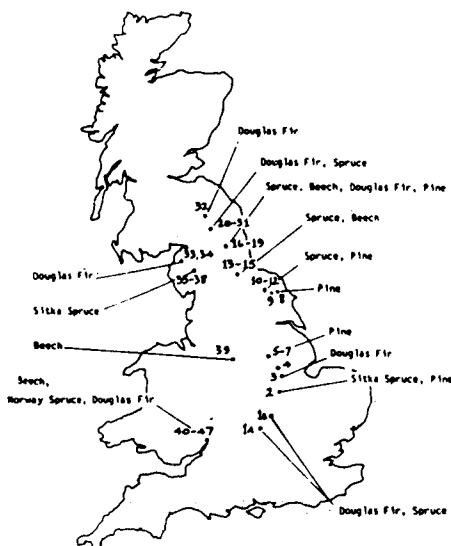 Douglas Fir
Douglas Fir, Spruce
Spruce, Beech, Douglas Fir, Pine
32
20-31
Spruce, Beech
16-19
33,34
13-15
Spruce, Pine
Douglas Fir
35-38
10-12
Pine
9 8
Sitka Spruce
Pine
Beech
39
5-7
Douglas Fir
4
3
Sitka Spruce, Pine
Beech,
2
Norway Spruce, Douglas Fir
40-47
1A
Douglas Fir, Spruce